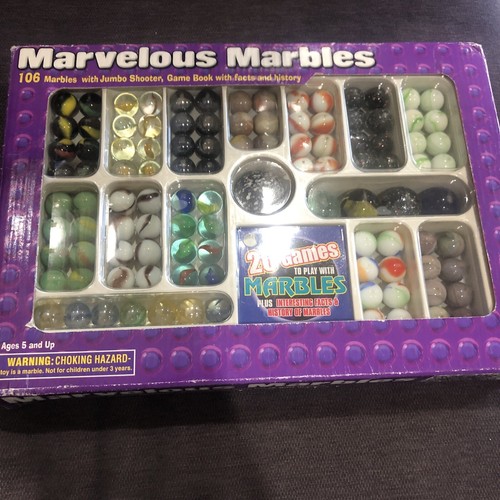 Marvelous Marbles
106 Marbles with Jumbo Shooter, Game Book with facts and history
20 Games
TO PLAY WITH
MARBLES
PLUS INTERESTING FACTS &
HISTORY OF MARBLES
Ages 5 and Up
WARNING: CHOKING HAZARD-
toy is a marble. Not for children under 3 years.